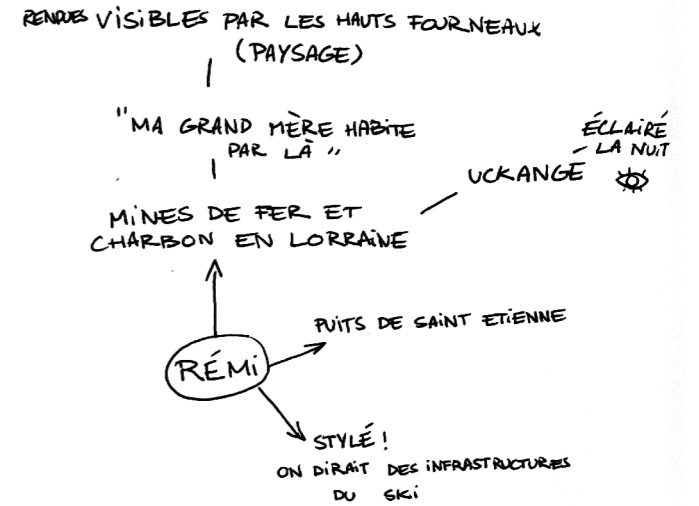 RENDUES VISIBLES PAR LES HAUTS FOURNEAUX
(PAYSAGE)
"MA GRAND MÈRE HABITE
PAR LÀ"
ÉCLAIRÉ
LA NUIT
UCKANGE
MINES DE FER ET
CHARBON EN LORRAINE
PUITS DE SAINT ETIENNE
RÉMI
STYLÉ !
ON DIRAIT DES INFRASTRUCTURES
DU SKI